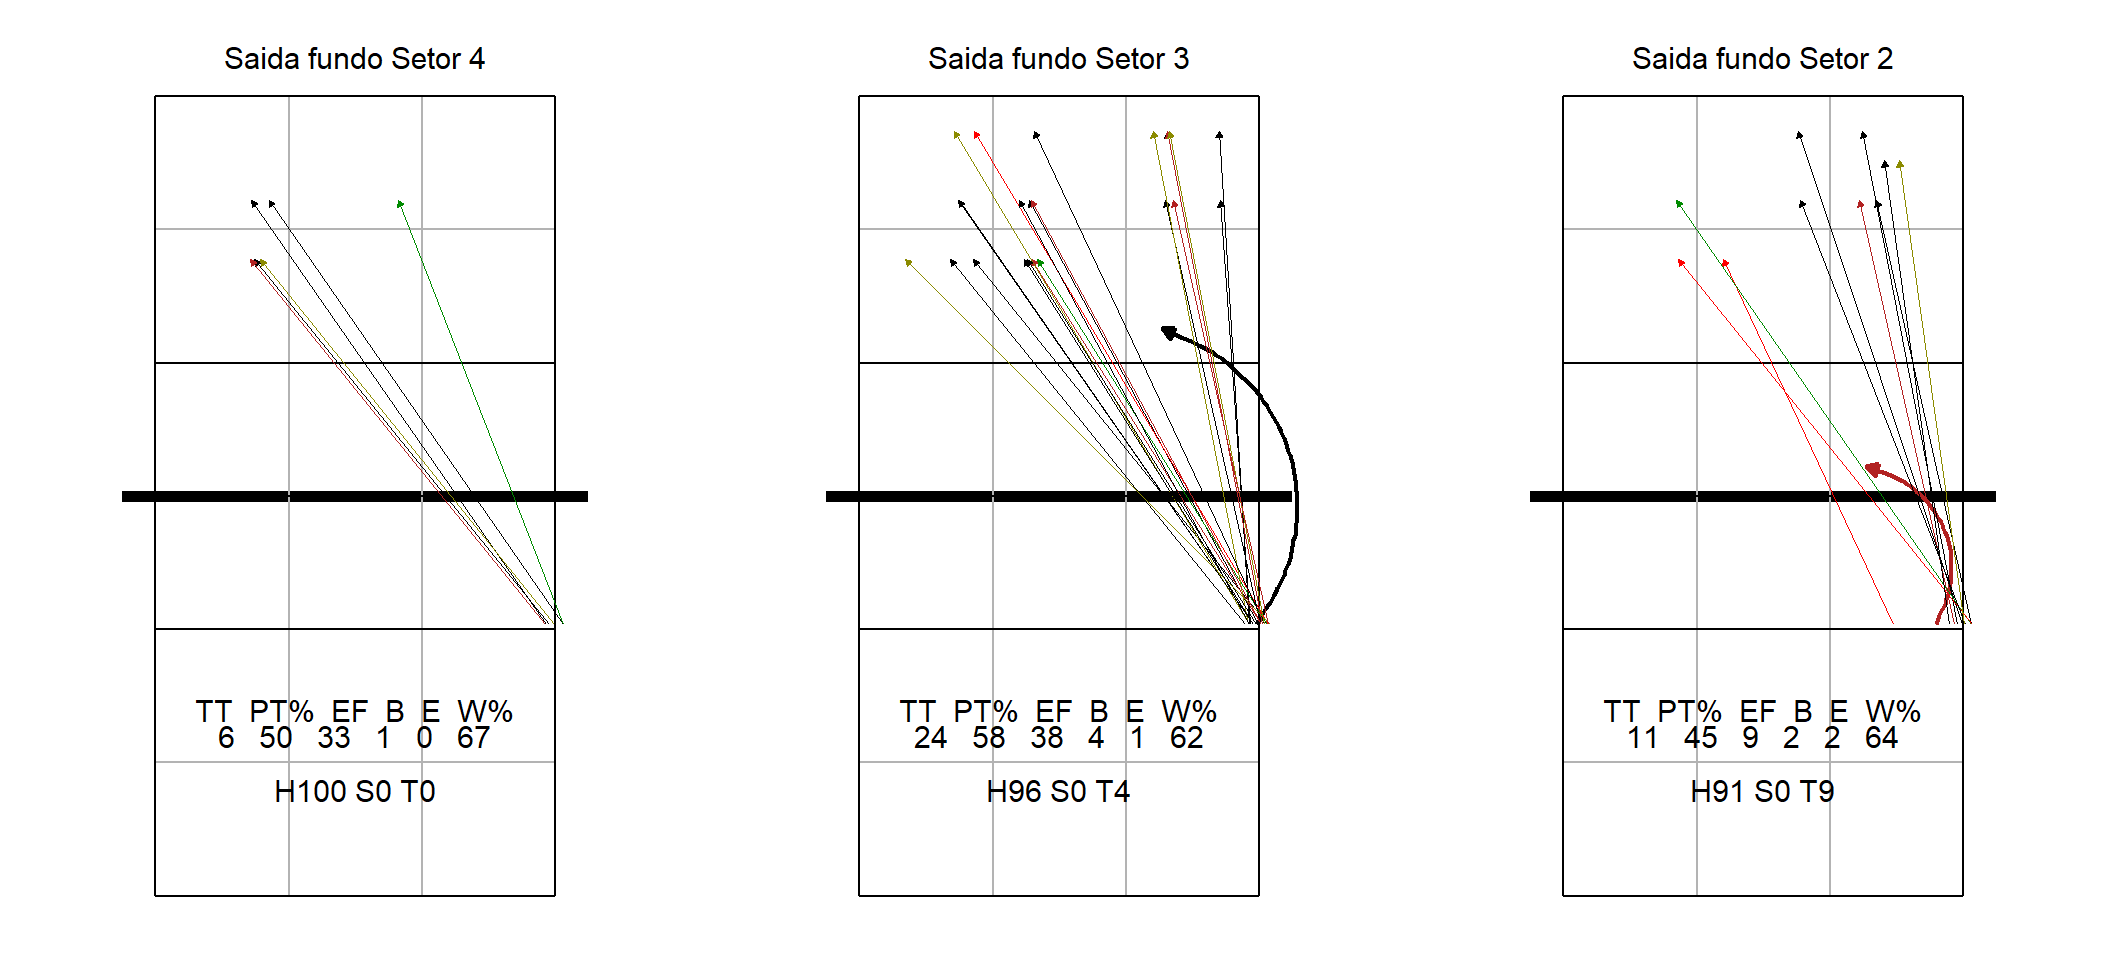 Saida fundo Setor 4
TT PT% EF B E W%
6 50 33 1 0 67
H100 S0 T0
Saida fundo Setor 3
TT PT% EF B E W%
24 58 38 4 1 62
H96 S0 T4
Saida fundo Setor 2
TT PT% EF B E W%
11 45 9 2 2 64
H91 S0 T9